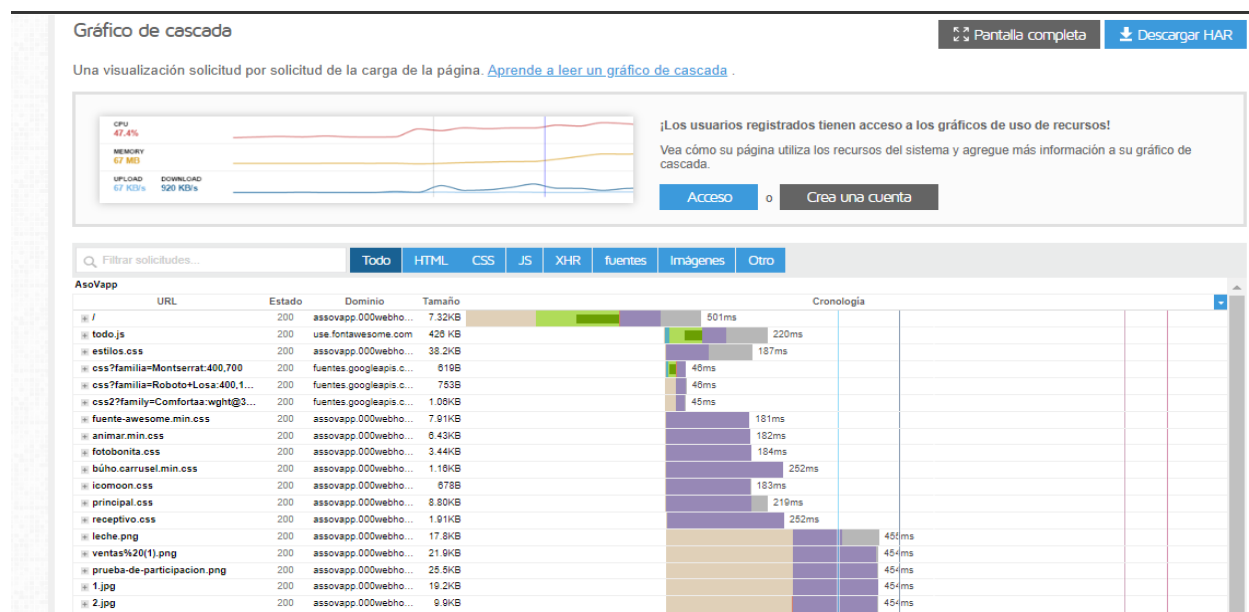 Gráfico de cascada
Pantalla completa
Descargar HAR
Una visualización solicitud por solicitud de la carga de la página. Aprende a leer un gráfico de cascada .
CPU
47.4%
MEMORY
67 MB
UPLOAD DOWNLOAD
67 KB/s 920 KB/s
¡Los usuarios registrados tienen acceso a los gráficos de uso de recursos!
Vea cómo su página utiliza los recursos del sistema y agregue más información a su gráfico de
cascada.
Acceso o Crea una cuenta
Filtrar solicitudes... Todo HTML CSS JS XHR fuentes Imágenes Otro
AsoVapp
URL Estado Dominio Tamaño Cronología
/ 200 assovapp.000webho... 7.32KB 501ms
todo.js 200 use.fontawesome.com 426 KB 220ms
estilos.css 200 assovapp.000webho... 38.2KB 187ms
css?familia=Montserrat:400,700 200 fuentes.googleapis.c... 619B 46ms
css?familia=Roboto+Losa:400,1... 200 fuentes.googleapis.c... 753B 46ms
css2?family=Comfortaa:wght@3... 200 fuentes.googleapis.c... 1.06KB 45ms
fuente-awesome.min.css 200 assovapp.000webho... 7.91KB 181ms
animar.min.css 200 assovapp.000webho... 6.43KB 182ms
fotobonita.css 200 assovapp.000webho... 3.44KB 184ms
búho.carrusel.min.css 200 assovapp.000webho... 1.16KB 252ms
icomoon.css 200 assovapp.000webho... 678B 183ms
principal.css 200 assovapp.000webho... 8.80KB 219ms
receptivo.css 200 assovapp.000webho... 1.91KB 252ms
leche.png 200 assovapp.000webho... 17.8KB 455ms
ventas%20(1).png 200 assovapp.000webho... 21.9KB 454ms
prueba-de-participacion.png 200 assovapp.000webho... 25.5KB 454ms
1.jpg 200 assovapp.000webho... 19.2KB 454ms
2.jpg 200 assovapp.000webho... 9.9KB 454ms